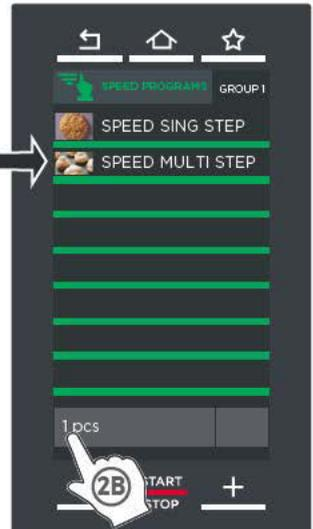 SPEED PROGRAMS GROUP 1
SPEED SING STEP
SPEED MULTI STEP
1 pcs
2B
START
STOP
+